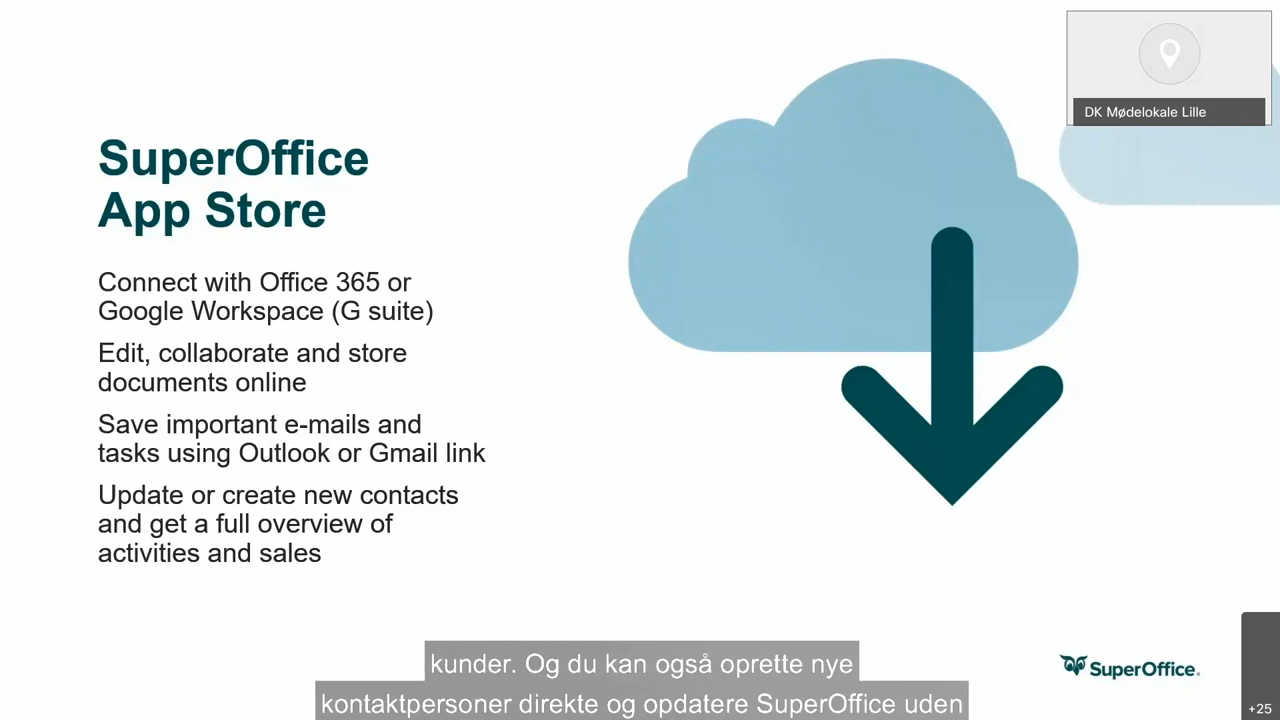 SuperOffice
App Store
Connect with Office 365 or
Google Workspace (G suite)
Edit, collaborate and store
documents online
Save important e-mails and
tasks using Outlook or Gmail link
Update or create new contacts
and get a full overview of
activities and sales
DK Mødelokale Lille
kunder. Og du kan også oprette nye
kontaktpersoner direkte og opdatere SuperOffice uden
SuperOffice.
+25